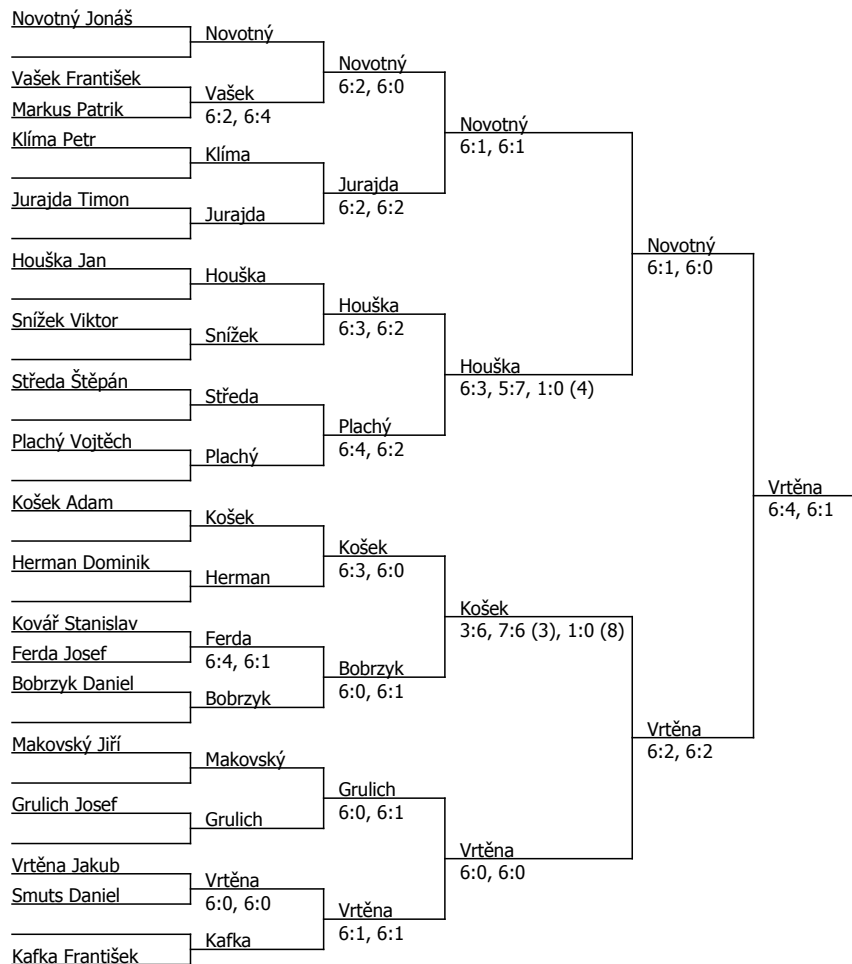 Novotný Jonáš
Vašek František
Markus Patrik
Klíma Petr
Jurajda Timon
Houška Jan
Snížek Viktor
Středa Štěpán
Plachý Vojtěch
Košek Adam
Herman Dominik
Kovář Stanislav
Ferda Josef
Bobrzyk Daniel
Makovský Jiří
Grulich Josef
Vrtěna Jakub
Smuts Daniel
Kafka František
Novotný
Vašek
6:2, 6:4
Klíma
Jurajda
Houška
Snížek
Středa
Plachý
Košek
Herman
Ferda
6:4, 6:1
Bobrzyk
Makovský
Grulich
Vrtěna
6:0, 6:0
Kafka
Novotný
6:2, 6:0
Jurajda
6:2, 6:2
Houška
6:3, 6:2
Plachý
6:4, 6:2
Košek
6:3, 6:0
Bobrzyk
6:0, 6:1
Grulich
6:0, 6:1
Vrtěna
6:1, 6:1
Novotný
6:1, 6:1
Houška
6:3, 5:7, 1:0 (4)
Košek
3:6, 7:6 (3), 1:0 (8)
Vrtěna
6:0, 6:0
Novotný
6:1, 6:0
Vrtěna
6:2, 6:2
Vrtěna
6:4, 6:1